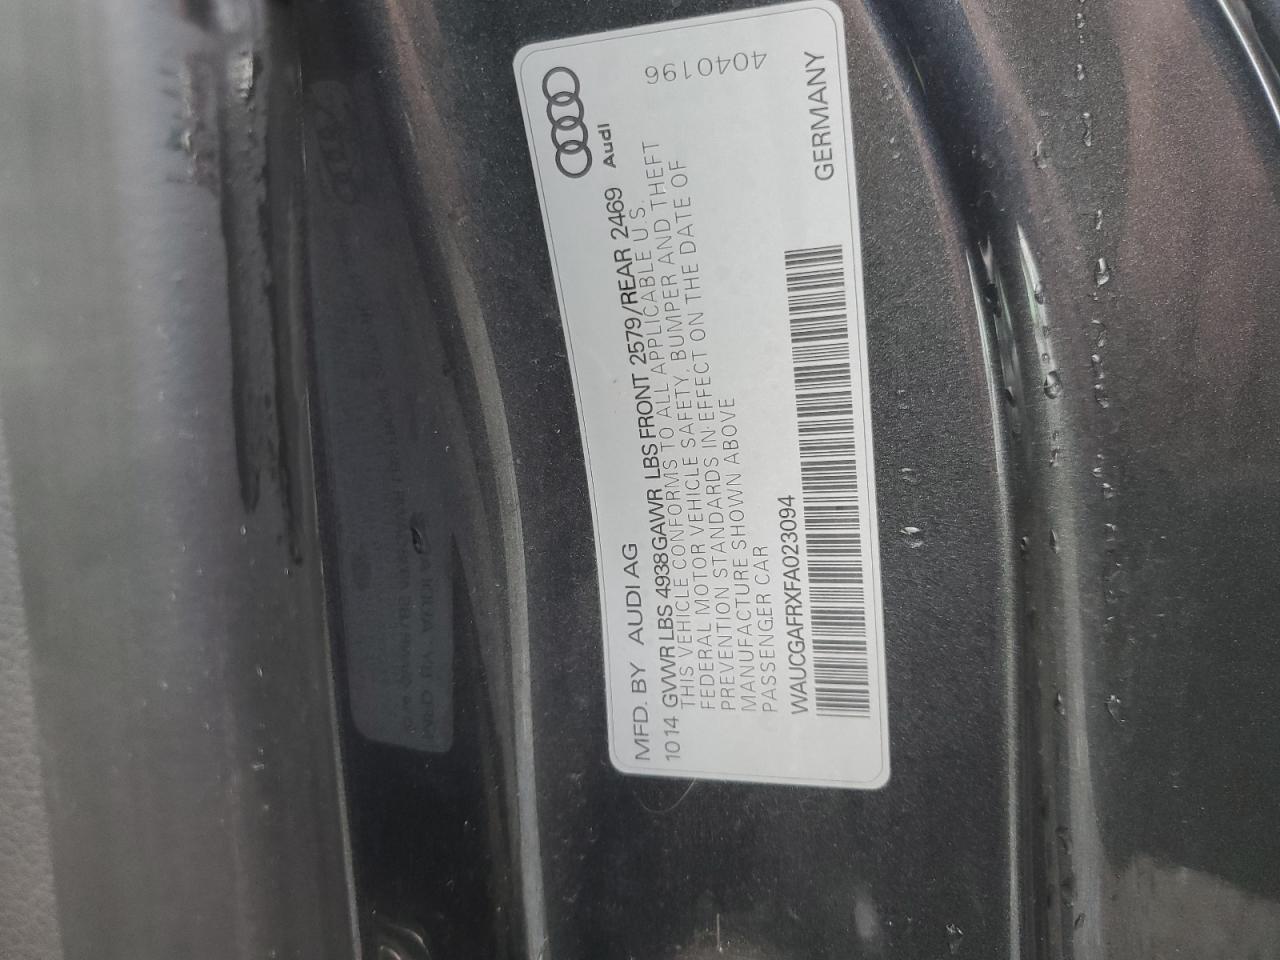 Audi
4040196
MFD. BY AUDI AG
1014 GVWR LBS 4938 GAWR LBS FRONT 2579/REAR 2469
THIS VEHICLE CONFORMS TO ALL APPLICABLE U.S.
FEDERAL MOTOR VEHICLE SAFETY, BUMPER AND THEFT
PREVENTION STANDARDS IN EFFECT ON THE DATE OF
MANUFACTURE SHOWN ABOVE
PASSENGER CAR
WAUCGAFRXFA023094
GERMANY